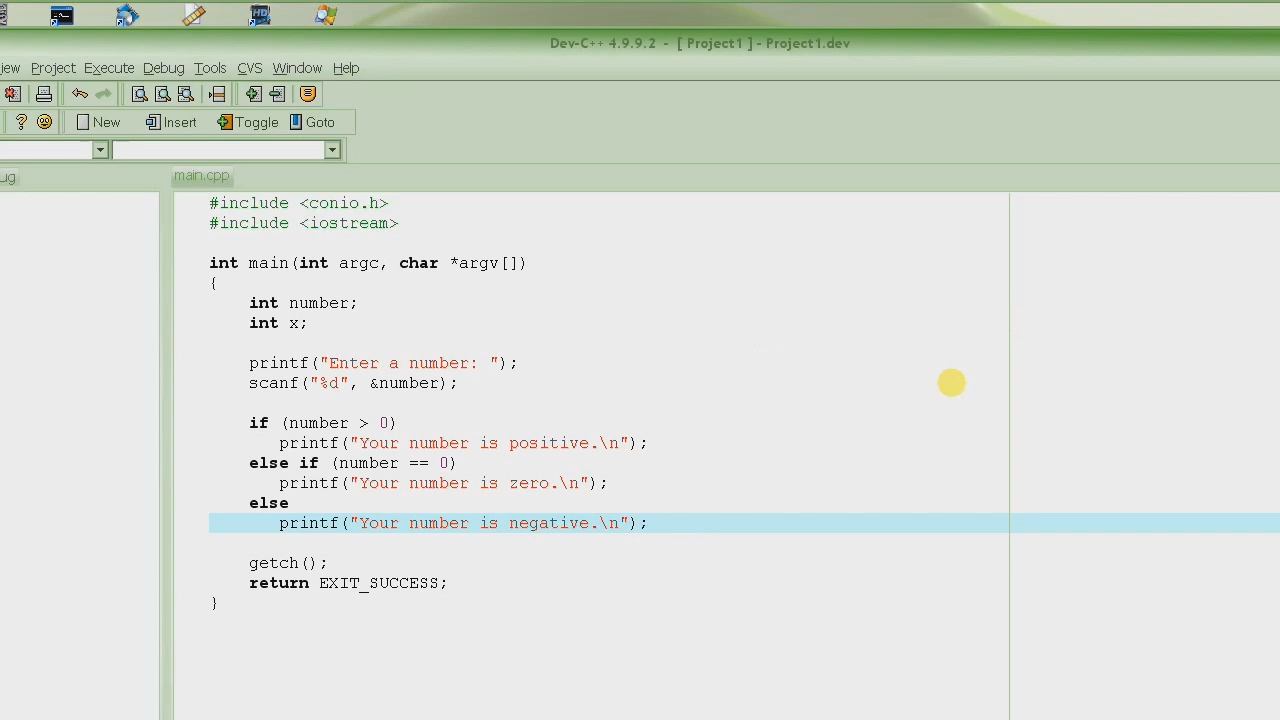 Dev-C++ 4.9.9.2 - [ Project1 ] - Project1.dev
iew Project Execute Debug Tools CVS Window Help
? New Insert Toggle Goto
ug main.cpp
#include <conio.h>
#include <iostream>
int main(int argc, char *argv[])
{
int number;
int x;
printf("Enter a number: ");
scanf("%d", &number);
if (number > 0)
printf("Your number is positive.\n");
else if (number == 0)
printf("Your number is zero.\n");
else
printf("Your number is negative.\n");
getch();
return EXIT_SUCCESS;
}